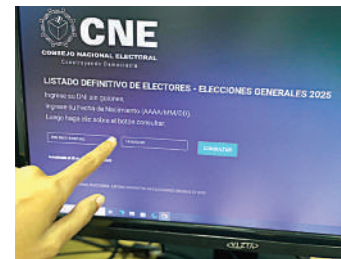 CNE
CONSEJO NACIONAL ELECTORAL
Construyendo Democracia
LISTADO DEFINITIVO DE ELECTORES - ELECCIONES GENERALES 2025
Ingrese su DNI sin guiones.
Ingrese su Fecha de Nacimiento (AAAA/MM/DD).
Luego haga clic sobre el botón consultar.
CONSULTAR